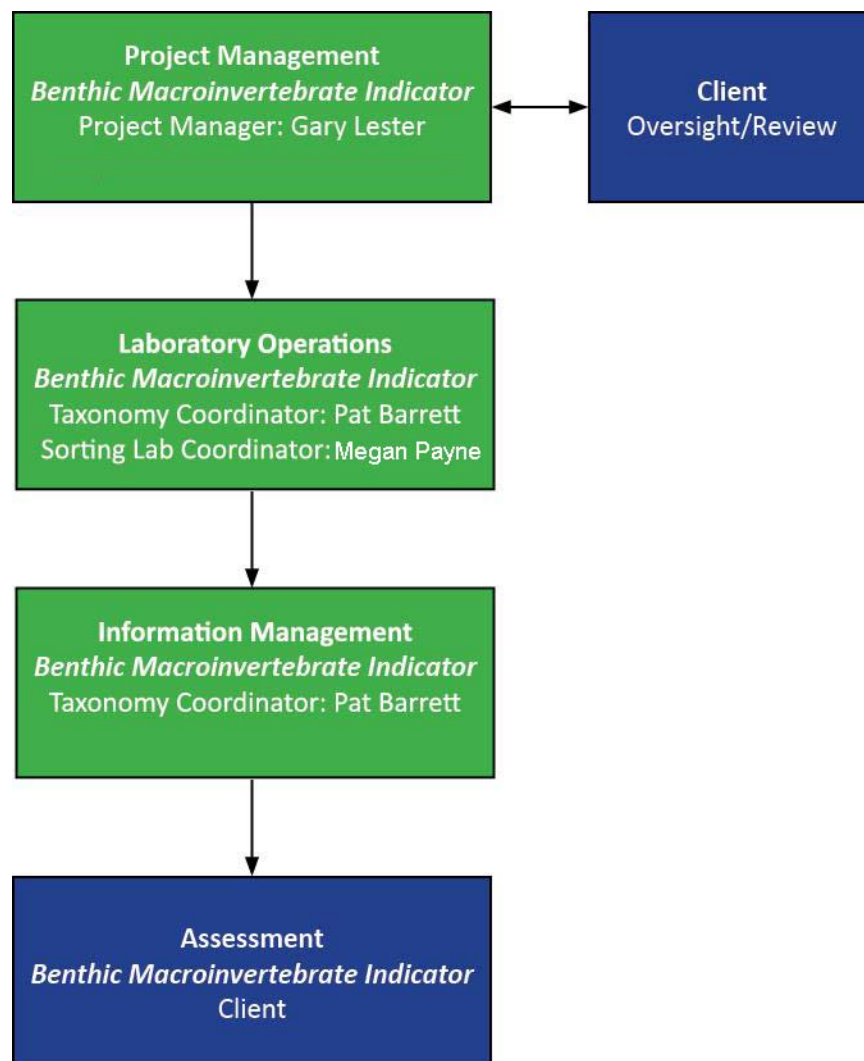 Project Management
Benthic Macroinvertebrate Indicator
Project Manager: Gary Lester
Client
Oversight/Review
Laboratory Operations
Benthic Macroinvertebrate Indicator
Taxonomy Coordinator: Pat Barrett
Sorting Lab Coordinator: Megan Payne
Information Management
Benthic Macroinvertebrate Indicator
Taxonomy Coordinator: Pat Barrett
Assessment
Benthic Macroinvertebrate Indicator
Client